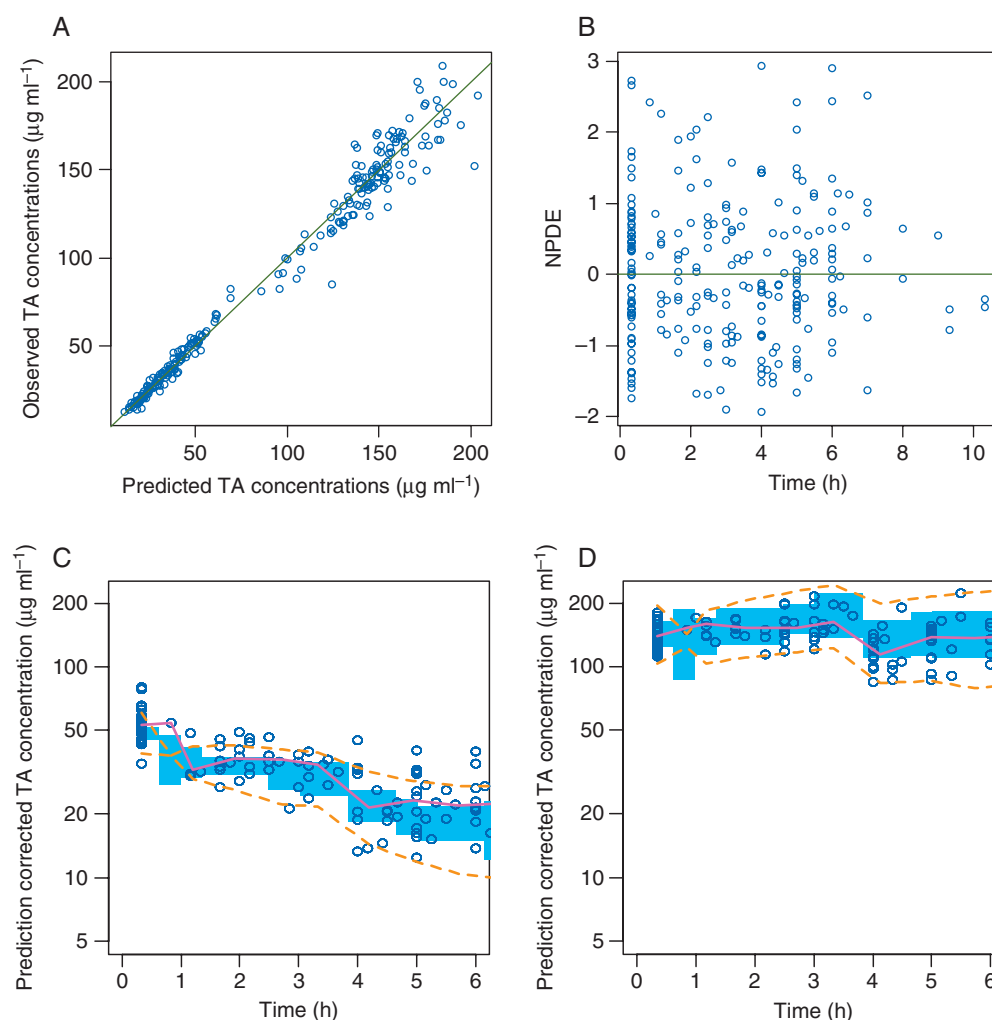 A
Observed TA concentrations (μg ml⁻¹)
200
150
100
50
50 100 150 200
Predicted TA concentrations (μg ml⁻¹)
B
NPDE
3
2
1
0
−1
−2
0 2 4 6 8 10
Time (h)
C
Prediction corrected TA concentration (μg ml⁻¹)
200
100
50
20
10
5
0 1 2 3 4 5 6
Time (h)
D
Prediction corrected TA concentration (μg ml⁻¹)
200
100
50
20
10
5
0 1 2 3 4 5 6
Time (h)